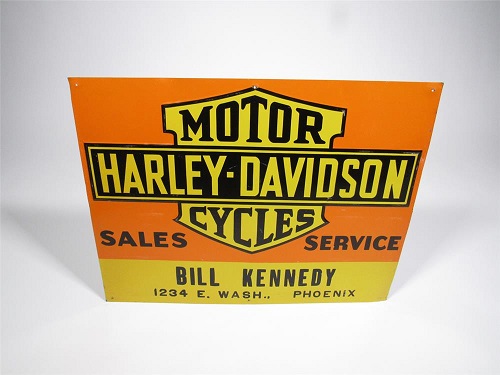 MOTOR
HARLEY-DAVIDSON
CYCLES
SALES SERVICE
BILL KENNEDY
1234 E. WASH., PHOENiX